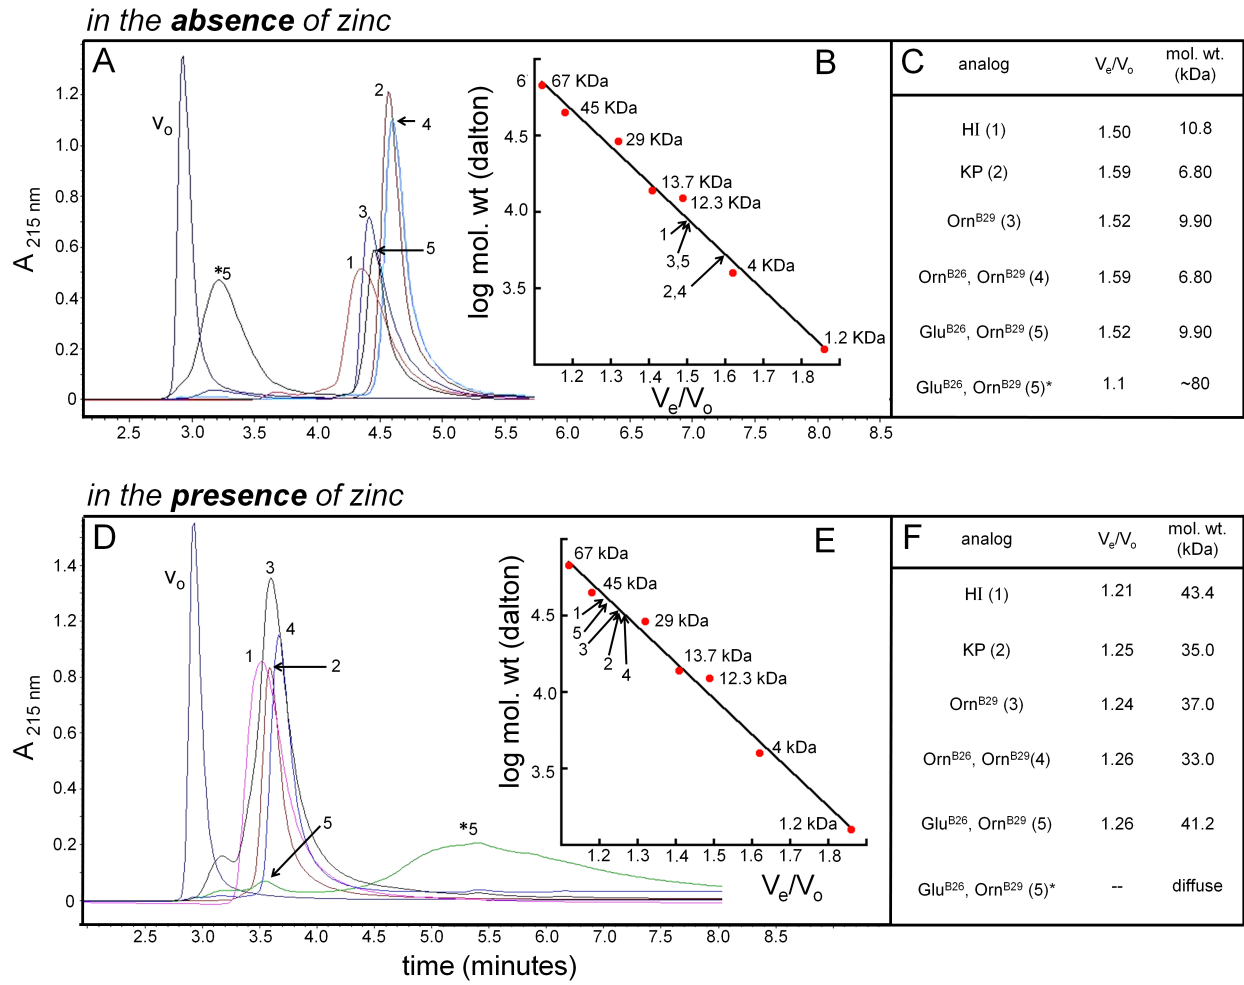 in the absence of zinc
A
A 215 nm
1.2
1.0
0.8
0.6
0.4
0.2
0
Vo
*5
1
3
2
4
5
2.5 3.0 3.5 4.0 4.5 5.0 5.5 6.0 6.5 7.0 7.5 8.0 8.5
B
log mol. wt (dalton)
6
4.5
4.0
3.5
67 KDa
45 KDa
29 KDa
13.7 KDa
12.3 KDa
1
3,5
2,4
4 KDa
1.2 KDa
1.2 1.3 1.4 1.5 1.6 1.7 1.8
Ve/Vo
C analog Ve/Vo mol. wt. (kDa)
HI (1) 1.50 10.8
KP (2) 1.59 6.80
OrnB29 (3) 1.52 9.90
OrnB26, OrnB29 (4) 1.59 6.80
GluB26, OrnB29 (5) 1.52 9.90
GluB26, OrnB29 (5)* 1.1 ~80
in the presence of zinc
D
A 215 nm
1.4
1.2
1.0
0.8
0.6
0.4
0.2
0
Vo
3
4
1
2
5
*5
2.5 3.0 3.5 4.0 4.5 5.0 5.5 6.0 6.5 7.0 7.5 8.0 8.5
time (minutes)
E
log mol. wt (dalton)
4.5
4.0
3.5
67 kDa
45 kDa
1
5
3
2
4
29 kDa
13.7 kDa
12.3 kDa
4 kDa
1.2 kDa
1.2 1.3 1.4 1.5 1.6 1.7 1.8
Ve/Vo
F analog Ve/Vo mol. wt. (kDa)
HI (1) 1.21 43.4
KP (2) 1.25 35.0
OrnB29 (3) 1.24 37.0
OrnB26, OrnB29(4) 1.26 33.0
GluB26, OrnB29 (5) 1.26 41.2
GluB26, OrnB29 (5)* -- diffuse